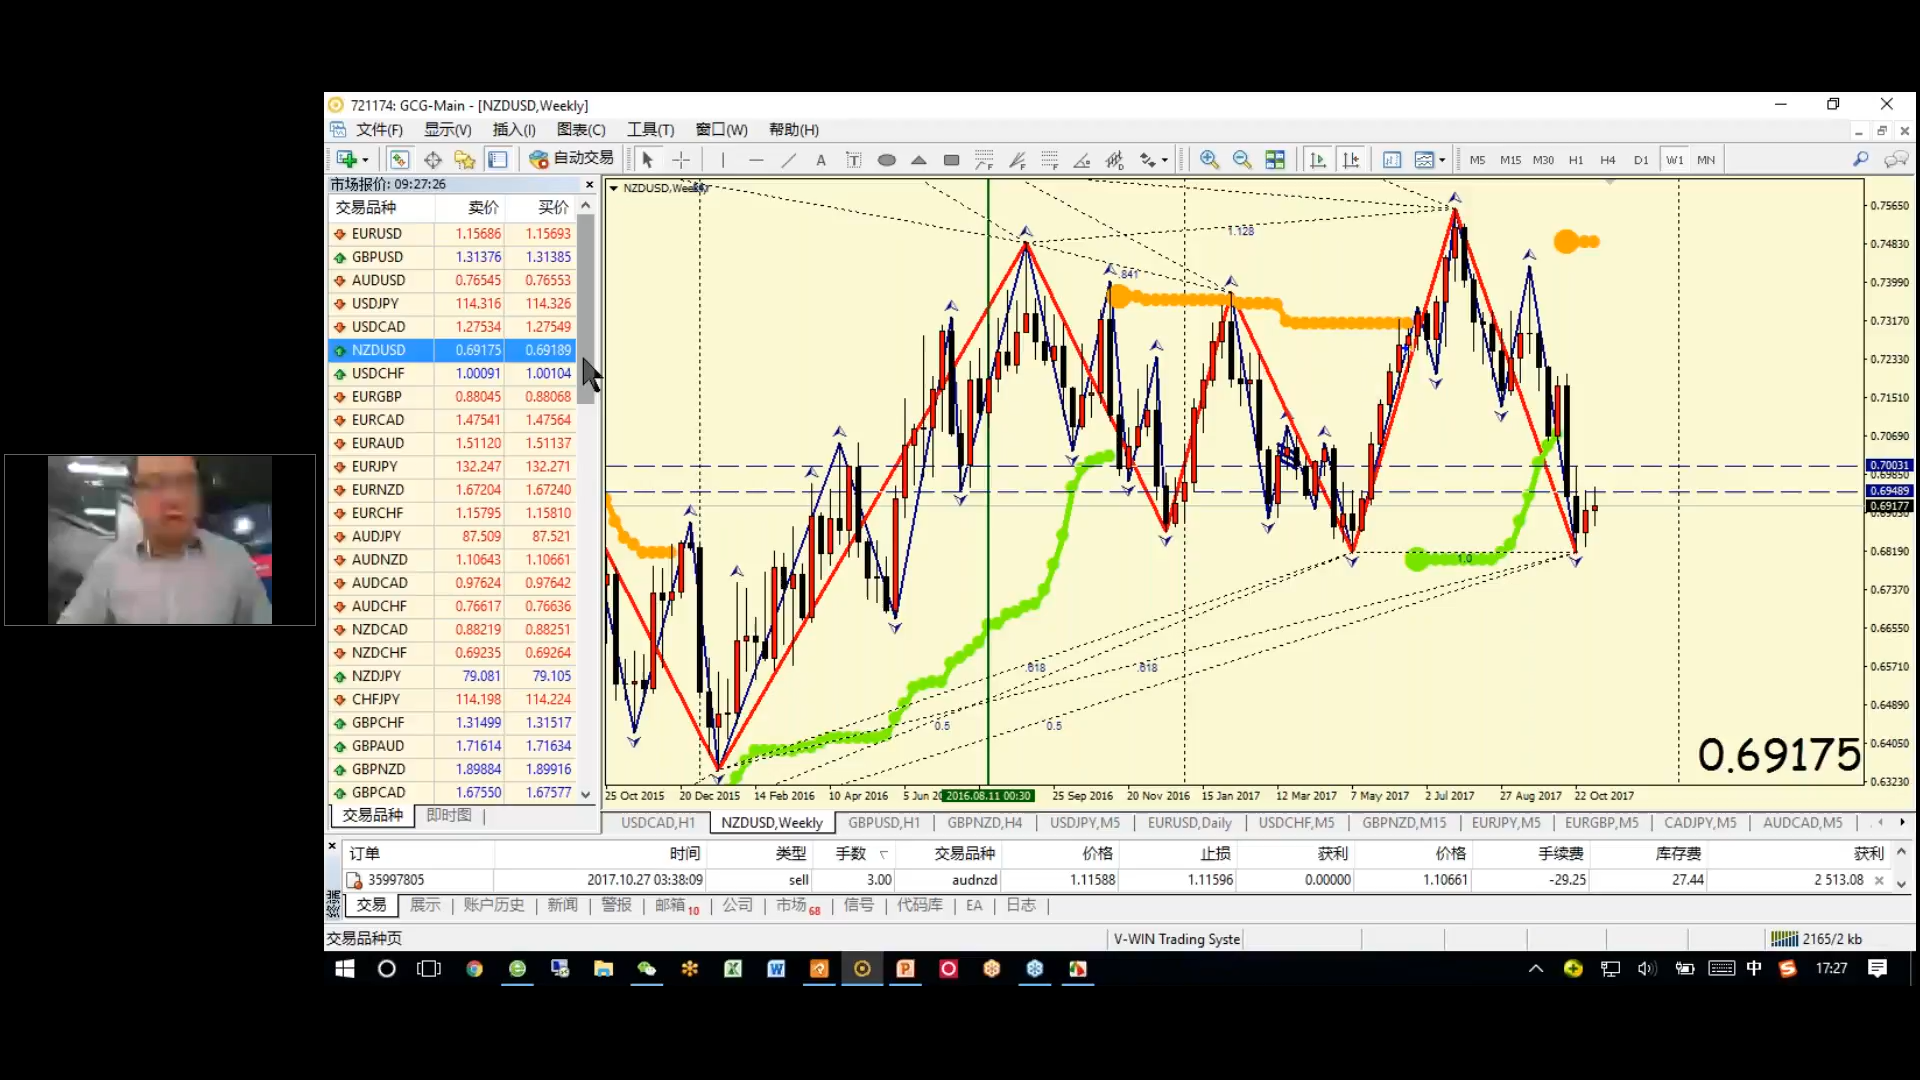 721174: GCG-Main - [NZDUSD,Weekly]
文件(F) 显示(V) 插入(I) 图表(C) 工具(T) 窗口(W) 帮助(H)
自动交易 A T M5 M15 M30 H1 H4 D1 W1 MN
市场报价: 09:27:26
交易品种 卖价 买价
EURUSD 1.15686 1.15693
GBPUSD 1.31376 1.31385
AUDUSD 0.76545 0.76553
USDJPY 114.316 114.326
USDCAD 1.27534 1.27549
NZDUSD 0.69175 0.69189
USDCHF 1.00091 1.00104
EURGBP 0.88045 0.88068
EURCAD 1.47541 1.47564
EURAUD 1.51120 1.51137
EURJPY 132.247 132.271
EURNZD 1.67204 1.67240
EURCHF 1.15795 1.15810
AUDJPY 87.509 87.521
AUDNZD 1.10643 1.10661
AUDCAD 0.97624 0.97642
AUDCHF 0.76617 0.76636
NZDCAD 0.88219 0.88251
NZDCHF 0.69235 0.69264
NZDJPY 79.081 79.105
CHFJPY 114.198 114.224
GBPCHF 1.31499 1.31517
GBPAUD 1.71614 1.71634
GBPNZD 1.89884 1.89916
GBPCAD 1.67550 1.67577
交易品种 即时图
NZDUSD,Weekly
1.128
.841
.618 .618
0.5 0.5
1.0
0.75650
0.74830
0.73990
0.73170
0.72330
0.71510
0.70690
0.70031
0.69489
0.69177
0.68190
0.67370
0.66550
0.65710
0.64890
0.64050
0.63230
0.69175
25 Oct 2015 20 Dec 2015 14 Feb 2016 10 Apr 2016 5 Jun 2016.08.11 00:30 25 Sep 2016 20 Nov 2016 15 Jan 2017 12 Mar 2017 7 May 2017 2 Jul 2017 27 Aug 2017 22 Oct 2017
USDCAD,H1 NZDUSD,Weekly GBPUSD,H1 GBPNZD,H4 USDJPY,M5 EURUSD,Daily USDCHF,M5 GBPNZD,M15 EURJPY,M5 EURGBP,M5 CADJPY,M5 AUDCAD,M5
订单 时间 类型 手数 交易品种 价格 止损 获利 价格 手续费 库存费 获利
35997805 2017.10.27 03:38:09 sell 3.00 audnzd 1.11588 1.11596 0.00000 1.10661 -29.25 27.44 2 513.08
终端
交易 展示 账户历史 新闻 警报 邮箱 10 公司 市场 68 信号 代码库 EA 日志
交易品种页 V-WIN Trading Syste 2165/2 kb
中 17:27